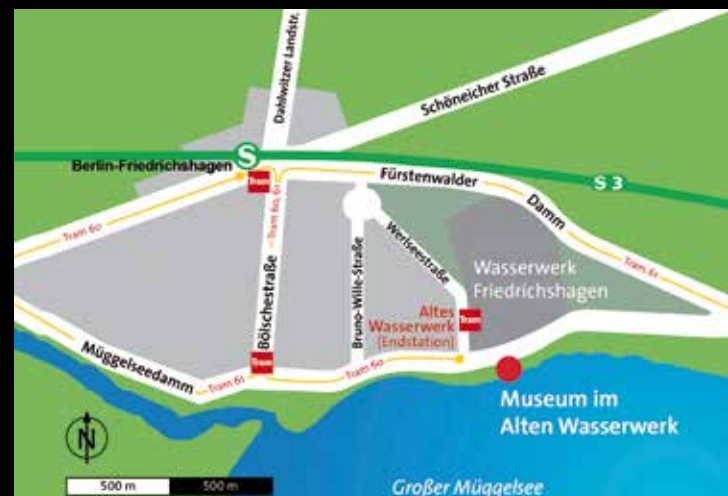 Dahlwitzer Landstr.
Schöneicher Straße
Berlin-Friedrichshagen
S
Tram
Fürstenwalder
Damm
S 3
Tram 60
Tram 60, 61
Bölschestraße
Bruno-Wille-Straße
Werlseestraße
Wasserwerk
Friedrichshagen
Tram 61
Altes
Wasserwerk
(Endstation)
Tram
Müggelseedamm
Tram
Tram 61
Tram 60
Museum im
Alten Wasserwerk
N
500 m
500 m
Großer Müggelsee